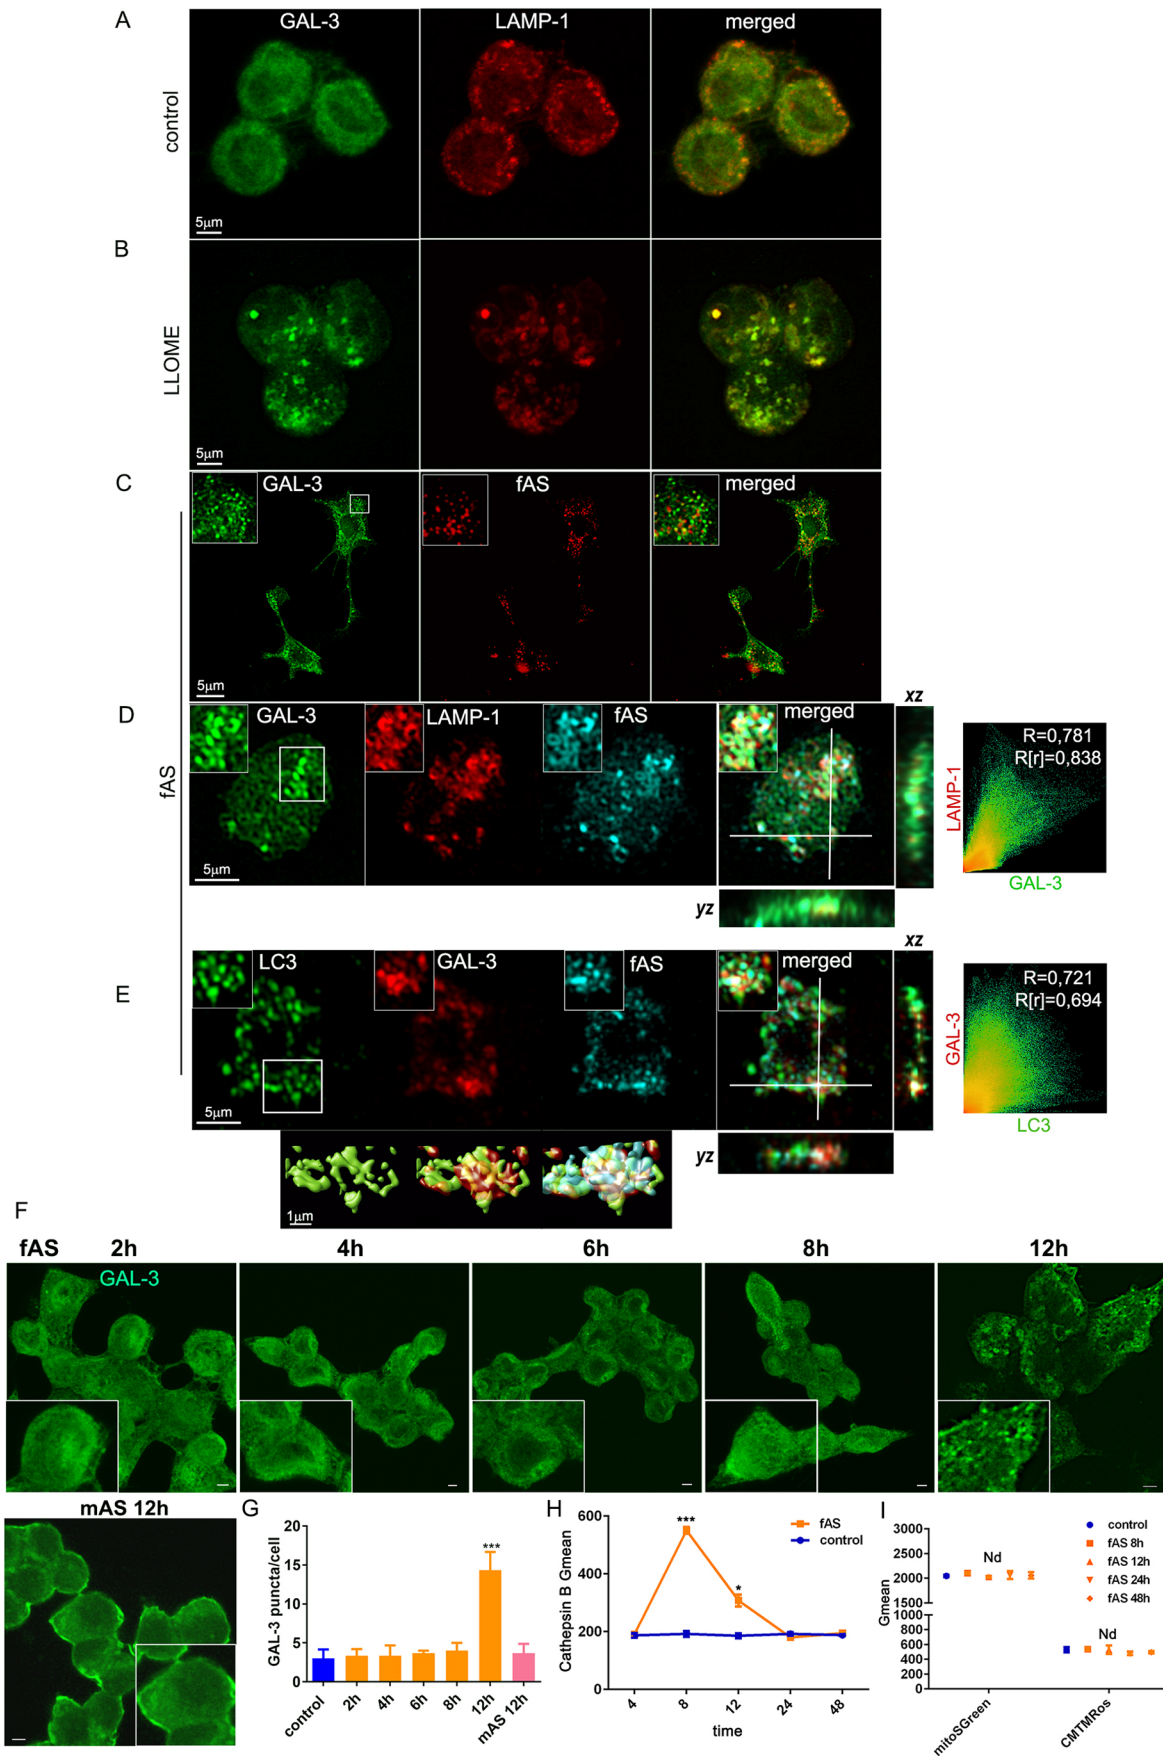 A
GAL-3
LAMP-1
merged
control
5μm
B
LLOME
5μm
C
GAL-3
fAS
merged
5μm
fAS
D
GAL-3
LAMP-1
fAS
merged
xz
5μm
yz
R=0,781
R[r]=0,838
LAMP-1
GAL-3
E
LC3
GAL-3
fAS
merged
xz
5μm
yz
R=0,721
R[r]=0,694
GAL-3
LC3
1μm
F
fAS 2h 4h 6h 8h 12h
GAL-3
mAS 12h
G
GAL-3 puncta/cell
20
15
10
5
0
***
control 2h 4h 6h 8h 12h mAS 12h
H
Cathepsin B Gmean
600
400
200
0
***
*
fAS
control
4 8 12 24 48
time
I
Gmean
3000
2500
2000
1500
1000
800
600
400
200
0
Nd
Nd
control
fAS 8h
fAS 12h
fAS 24h
fAS 48h
mitoSGreen
CMTMRos